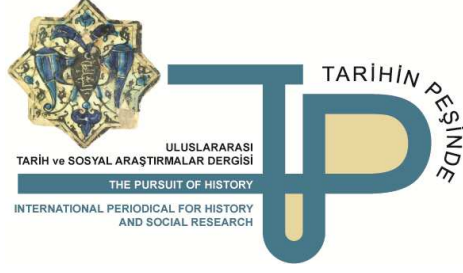 TARİHİN PEŞİNDE
ULUSLARARASI
TARİH ve SOSYAL ARAŞTIRMALAR DERGİSİ
THE PURSUIT OF HISTORY
INTERNATIONAL PERIODICAL FOR HISTORY
AND SOCIAL RESEARCH